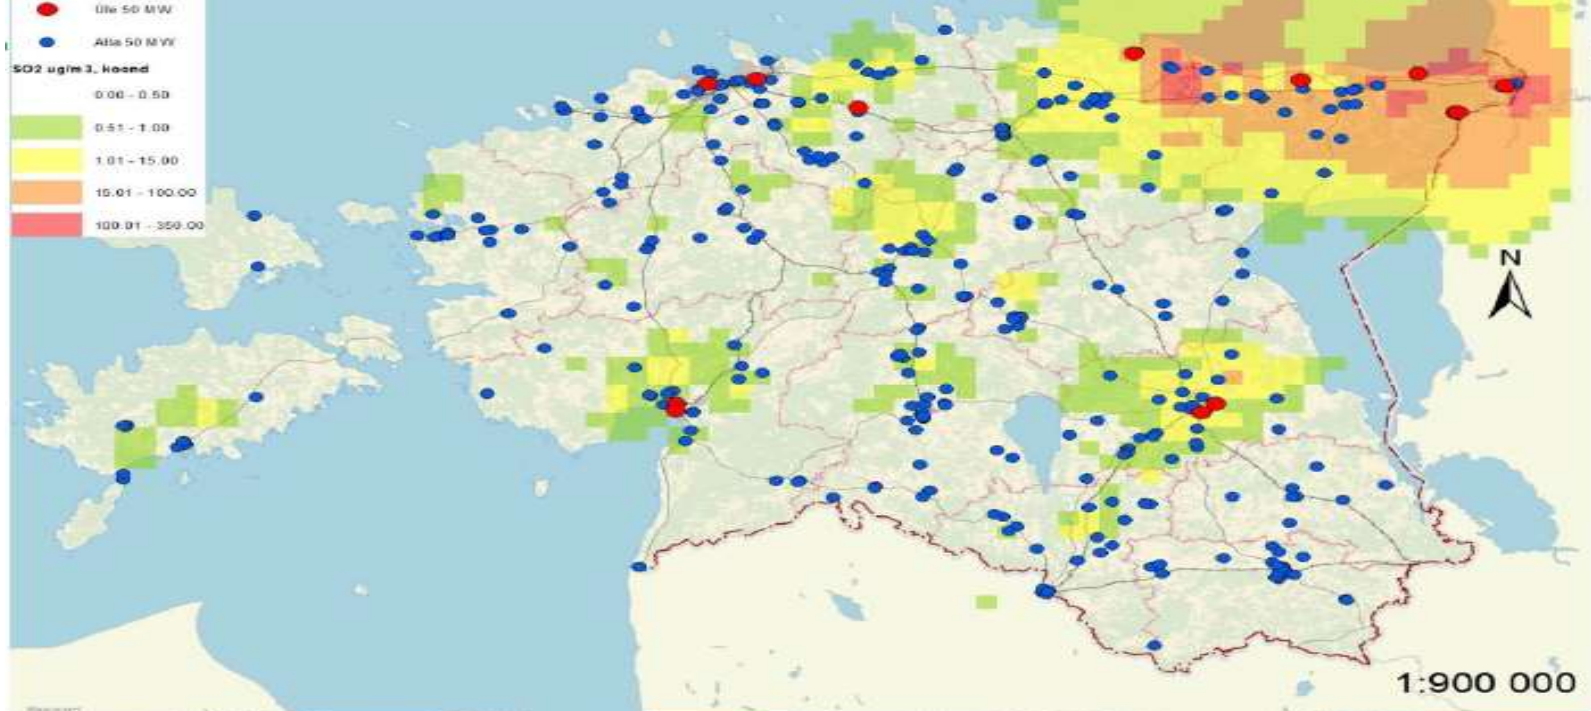 Üle 50 MW
Alla 50 MW
SO2 ug/m3, koond
0.00 - 0.50
0.51 - 1.00
1.01 - 15.00
15.01 - 100.00
100.01 - 350.00
N
1:900 000